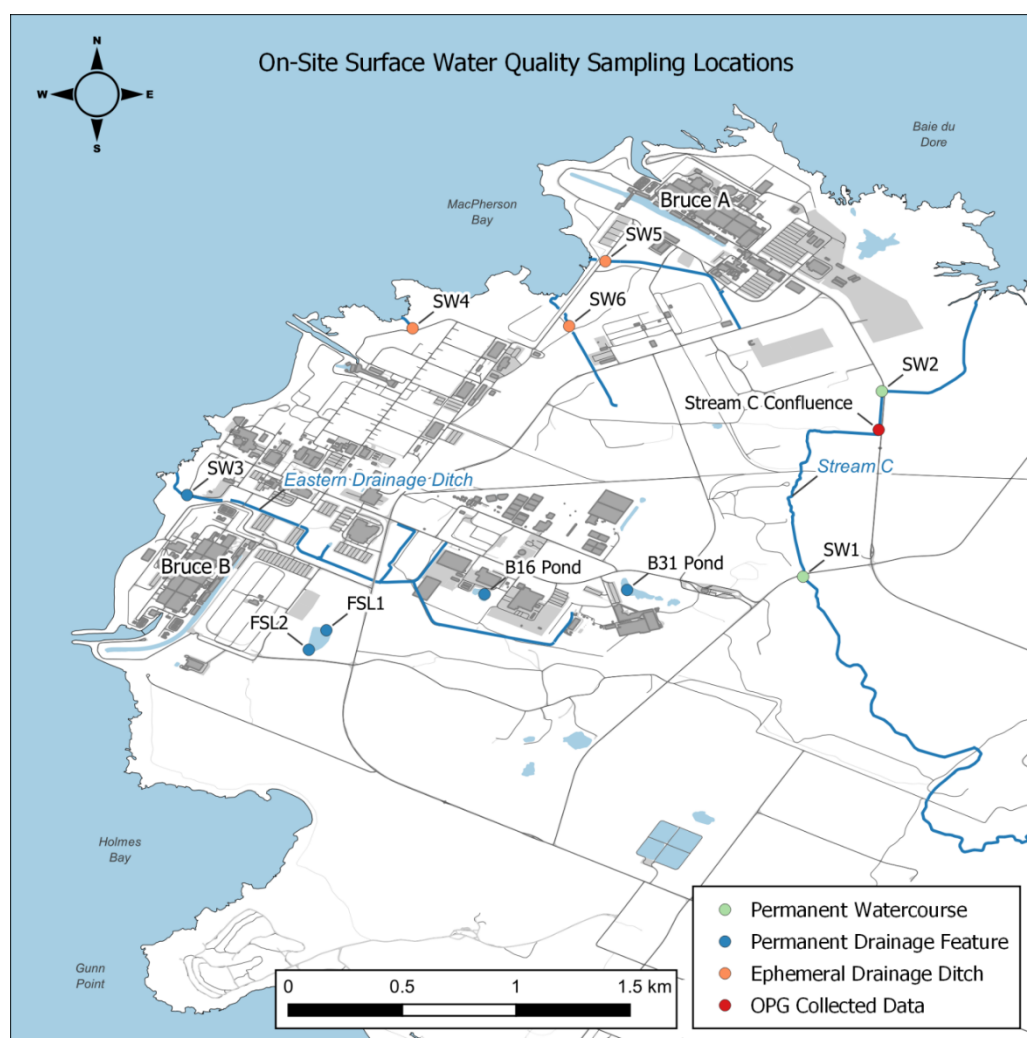 On-Site Surface Water Quality Sampling Locations
N
W
E
S
Baie du
Dore
MacPherson
Bay
Bruce A
SW5
SW4
SW6
SW2
Stream C Confluence
Stream C
SW3
Eastern Drainage Ditch
Bruce B
B16 Pond
B31 Pond
SW1
FSL1
FSL2
Holmes
Bay
Gunn
Point
0
0.5
1
1.5 km
Permanent Watercourse
Permanent Drainage Feature
Ephemeral Drainage Ditch
OPG Collected Data